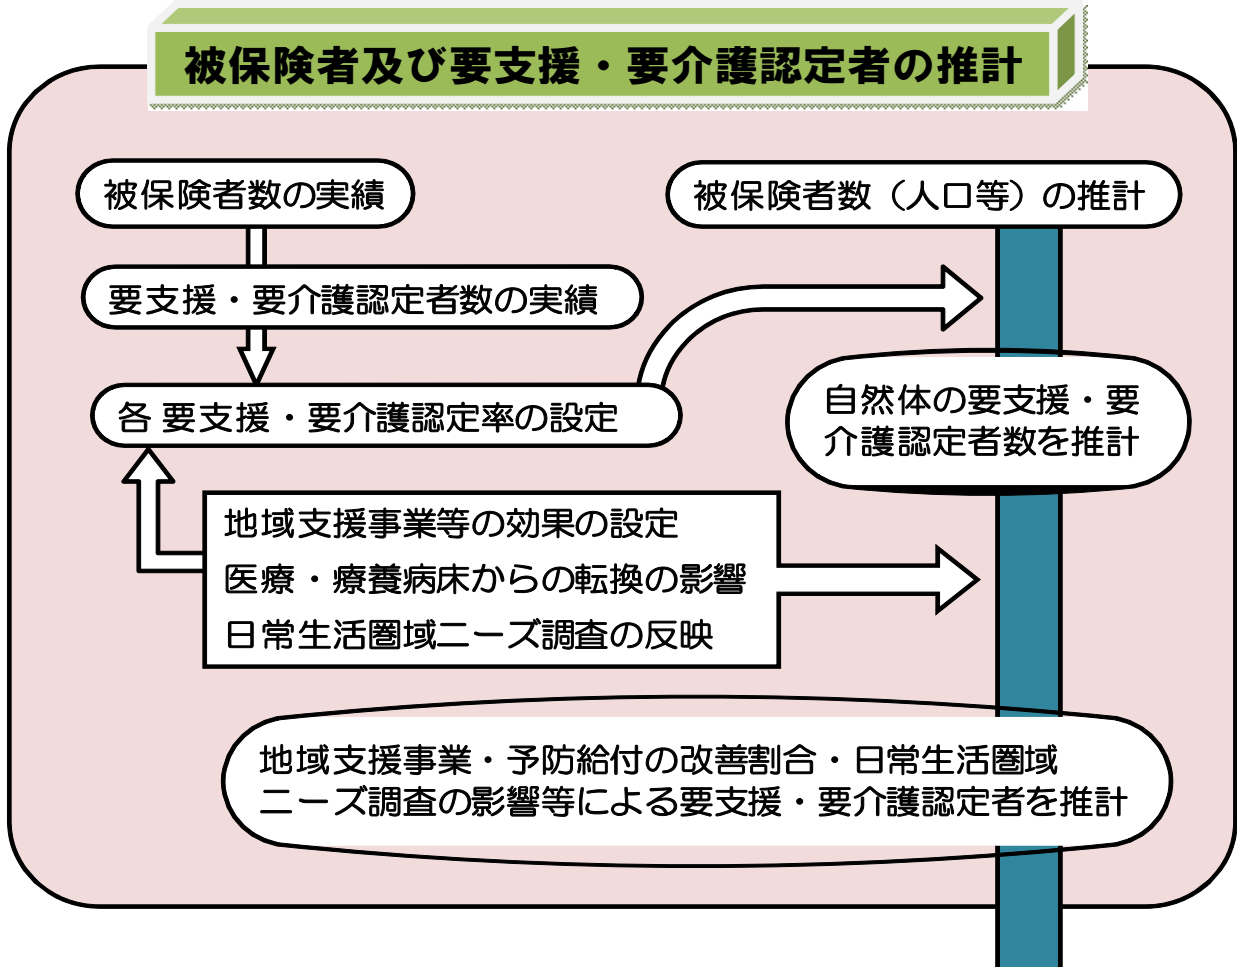 被保険者及び要支援・要介護認定者の推計
被保険者数の実績
被保険者数（人口等）の推計
要支援・要介護認定者数の実績
各 要支援・要介護認定率の設定
自然体の要支援・要
介護認定者数を推計
地域支援事業等の効果の設定
医療・療養病床からの転換の影響
日常生活圏域ニーズ調査の反映
地域支援事業・予防給付の改善割合・日常生活圏域
ニーズ調査の影響等による要支援・要介護認定者を推計